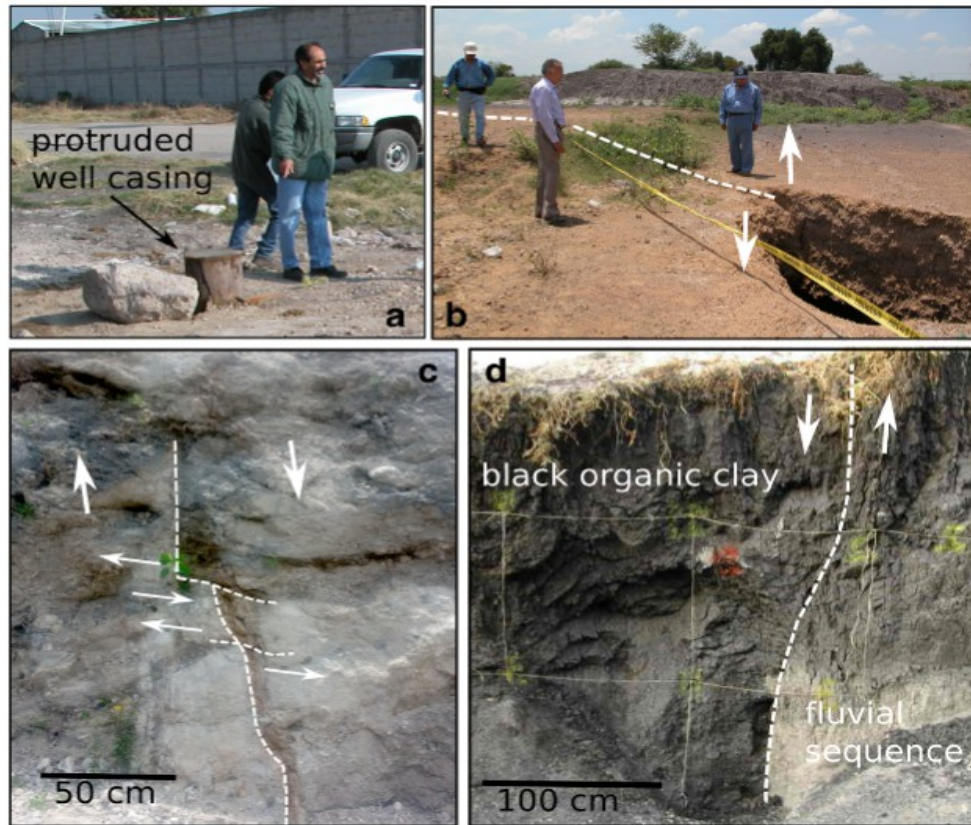 protruded
well casing
a
b
c
50 cm
d
black organic clay
fluvial
sequence
100 cm